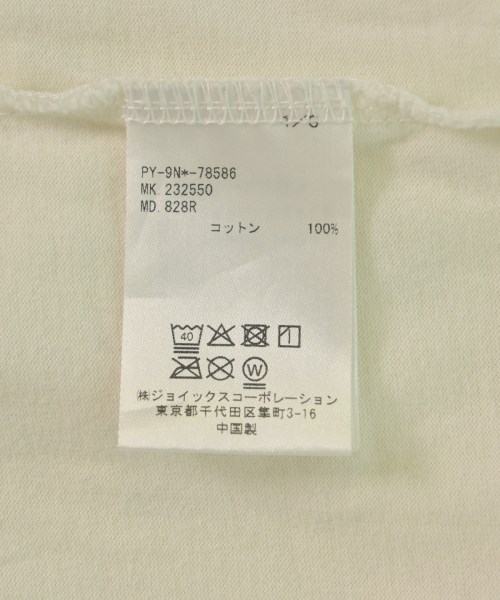 PY-9N*-78586
MK. 232550
MD. 828R
コットン 100%
40
W
㈱ジョイックスコーポレーション
東京都千代田区隼町3-16
中国製